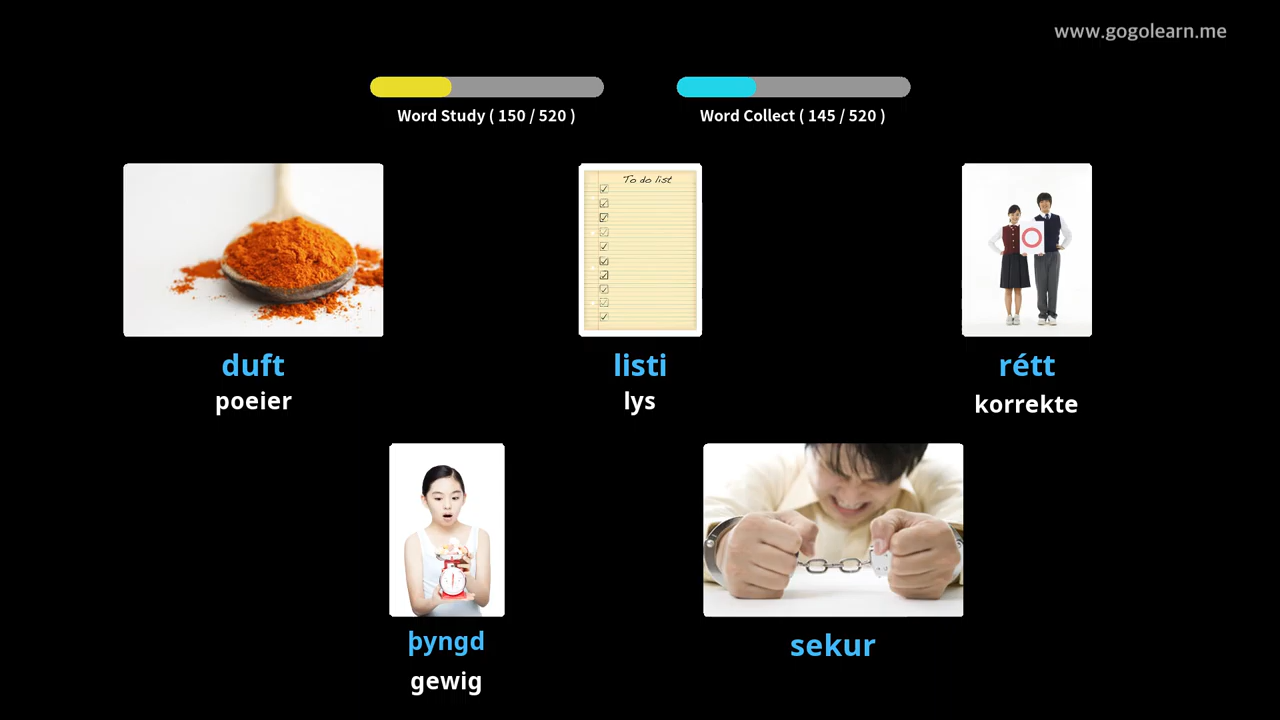 www.gogolearn.me
Word Study ( 150 / 520 )
Word Collect ( 145 / 520 )
To do list
duft
poeier
listi
lys
rétt
korrekte
þyngd
gewig
sekur